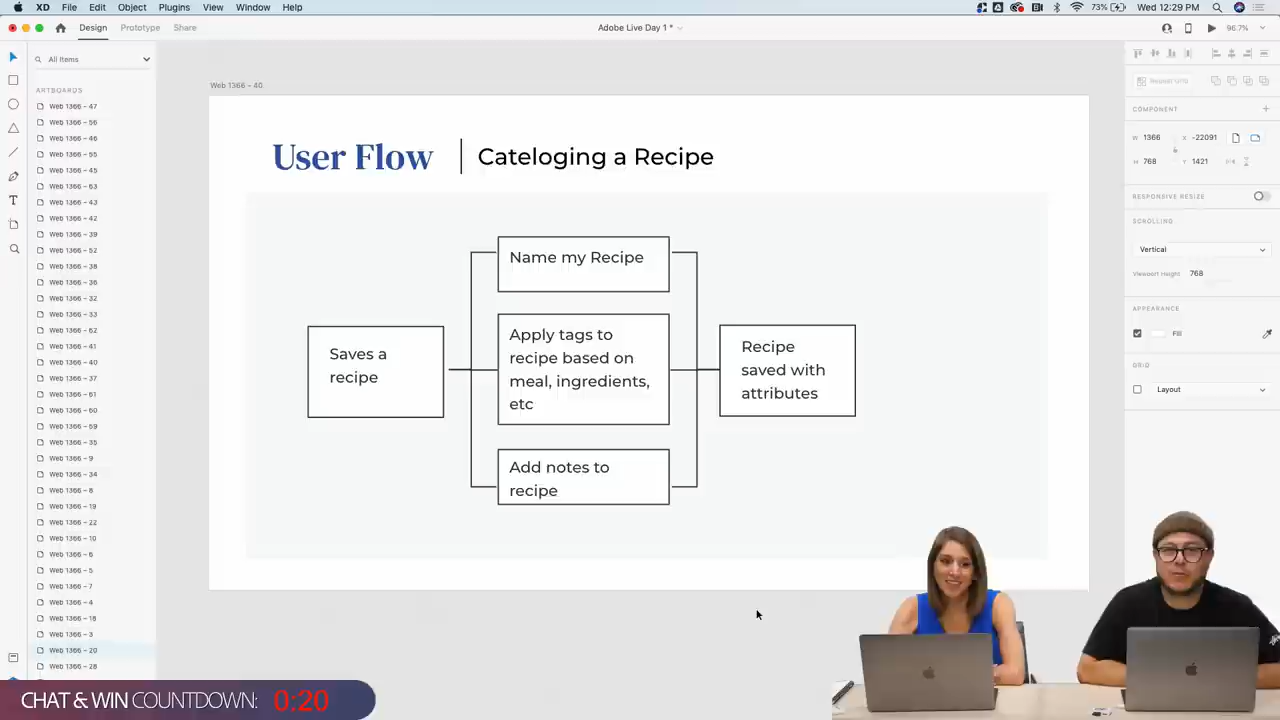 XD File Edit Object Plugins View Window Help
73% Wed 12:29 PM
Design Prototype Share
Adobe Live Day 1 *
96.7%
All Items
ARTBOARDS
Web 1366 – 47
Web 1366 – 56
Web 1366 – 46
Web 1366 – 55
Web 1366 – 45
Web 1366 – 63
Web 1366 – 43
Web 1366 – 42
Web 1366 – 39
Web 1366 – 52
Web 1366 – 38
Web 1366 – 36
Web 1366 – 32
Web 1366 – 33
Web 1366 – 62
Web 1366 – 41
Web 1366 – 40
Web 1366 – 37
Web 1366 – 61
Web 1366 – 60
Web 1366 – 59
Web 1366 – 35
Web 1366 – 9
Web 1366 – 34
Web 1366 – 8
Web 1366 – 19
Web 1366 – 22
Web 1366 – 10
Web 1366 – 6
Web 1366 – 5
Web 1366 – 7
Web 1366 – 4
Web 1366 – 18
Web 1366 – 3
Web 1366 – 20
Web 1366 – 28
Web 1366 – 40
User Flow
Cateloging a Recipe
Saves a
recipe
Name my Recipe
Apply tags to
recipe based on
meal, ingredients,
etc
Add notes to
recipe
Recipe
saved with
attributes
Repeat Grid
COMPONENT
W 1366 X -22091
H 768 Y 1421
RESPONSIVE RESIZE
SCROLLING
Vertical
Viewport Height 768
APPEARANCE
Fill
GRID
Layout
CHAT & WIN COUNTDOWN: 0:20